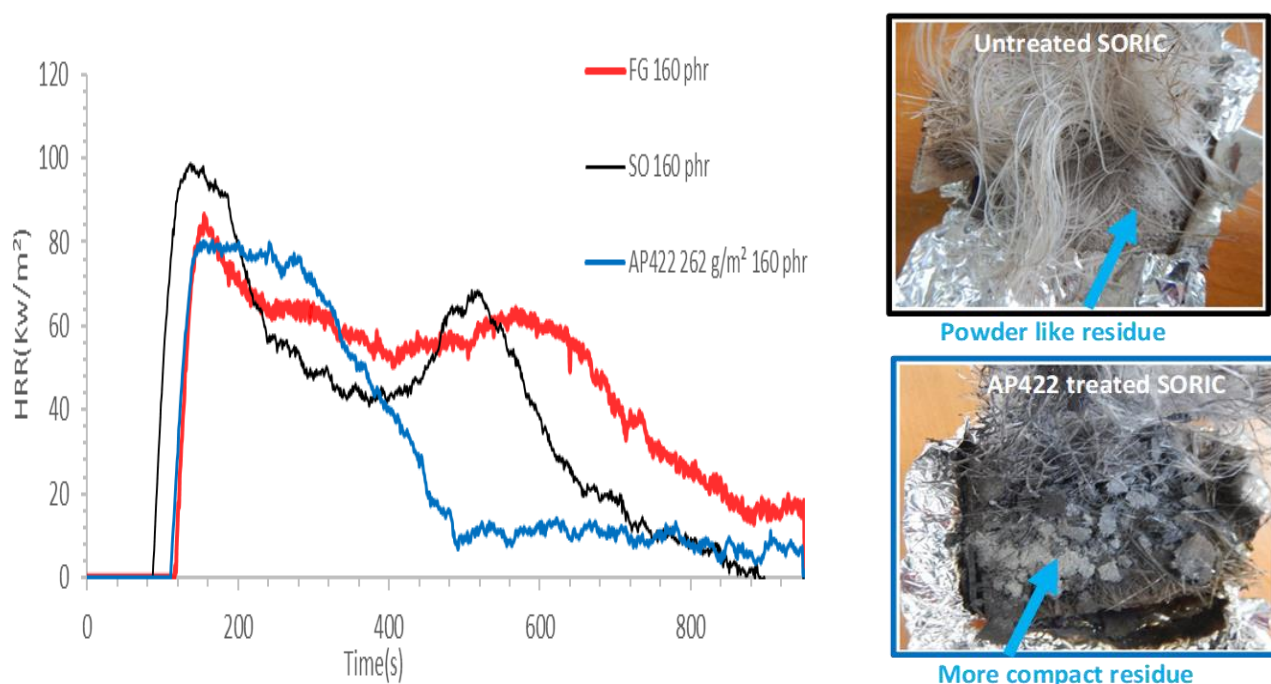 120
100
80
60
40
20
0
HRR(Kw/m²)
0 200 400 600 800
Time(s)
FG 160 phr
SO 160 phr
AP422 262 g/m² 160 phr
Untreated SORIC
Powder like residue
AP422 treated SORIC
More compact residue